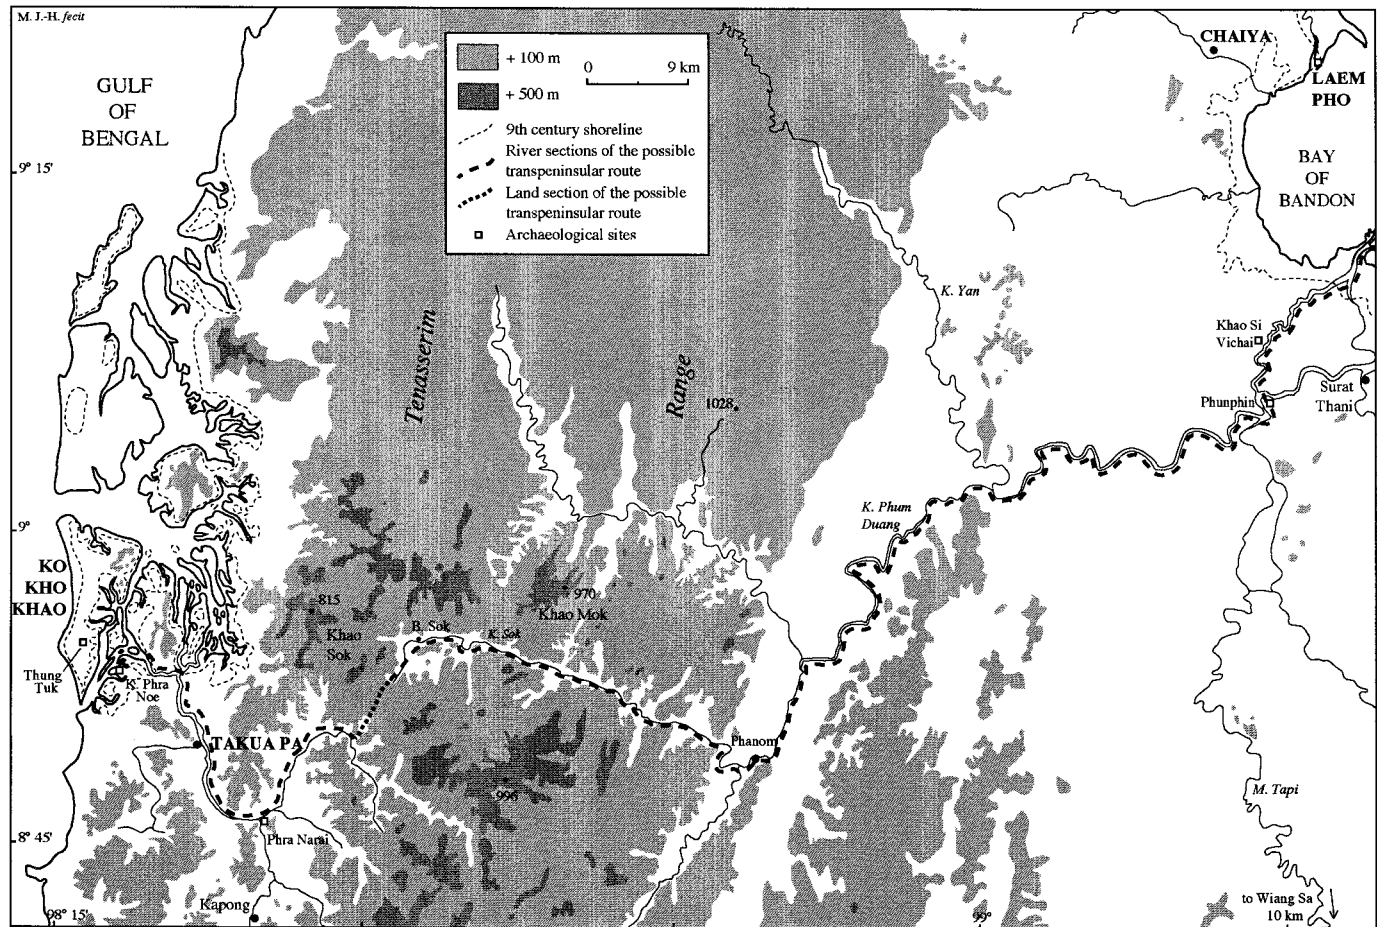 M. J.-H. fecit
GULF
OF
BENGAL
+ 100 m
+ 500 m
0 9 km
9th century shoreline
River sections of the possible
transpeninsular route
Land section of the possible
transpeninsular route
Archaeological sites
CHAIYA
LAEM
PHO
BAY
OF
BANDON
9° 15'
K. Yan
Khao Si
Vichai
Surat
Thani
Phunphin
Tenasserim
Range
1028
K. Phum
Duang
9°
KO
KHO
KHAO
815
Khao
Sok
970
Khao Mok
B. Sok
K. Sok
Thung
Tuk
K. Phra
Noe
TAKUA PA
Phanom
996
M. Tapi
8° 45'
Phra Narai
Kapong
98° 15'
99°
to Wiang Sa
10 km